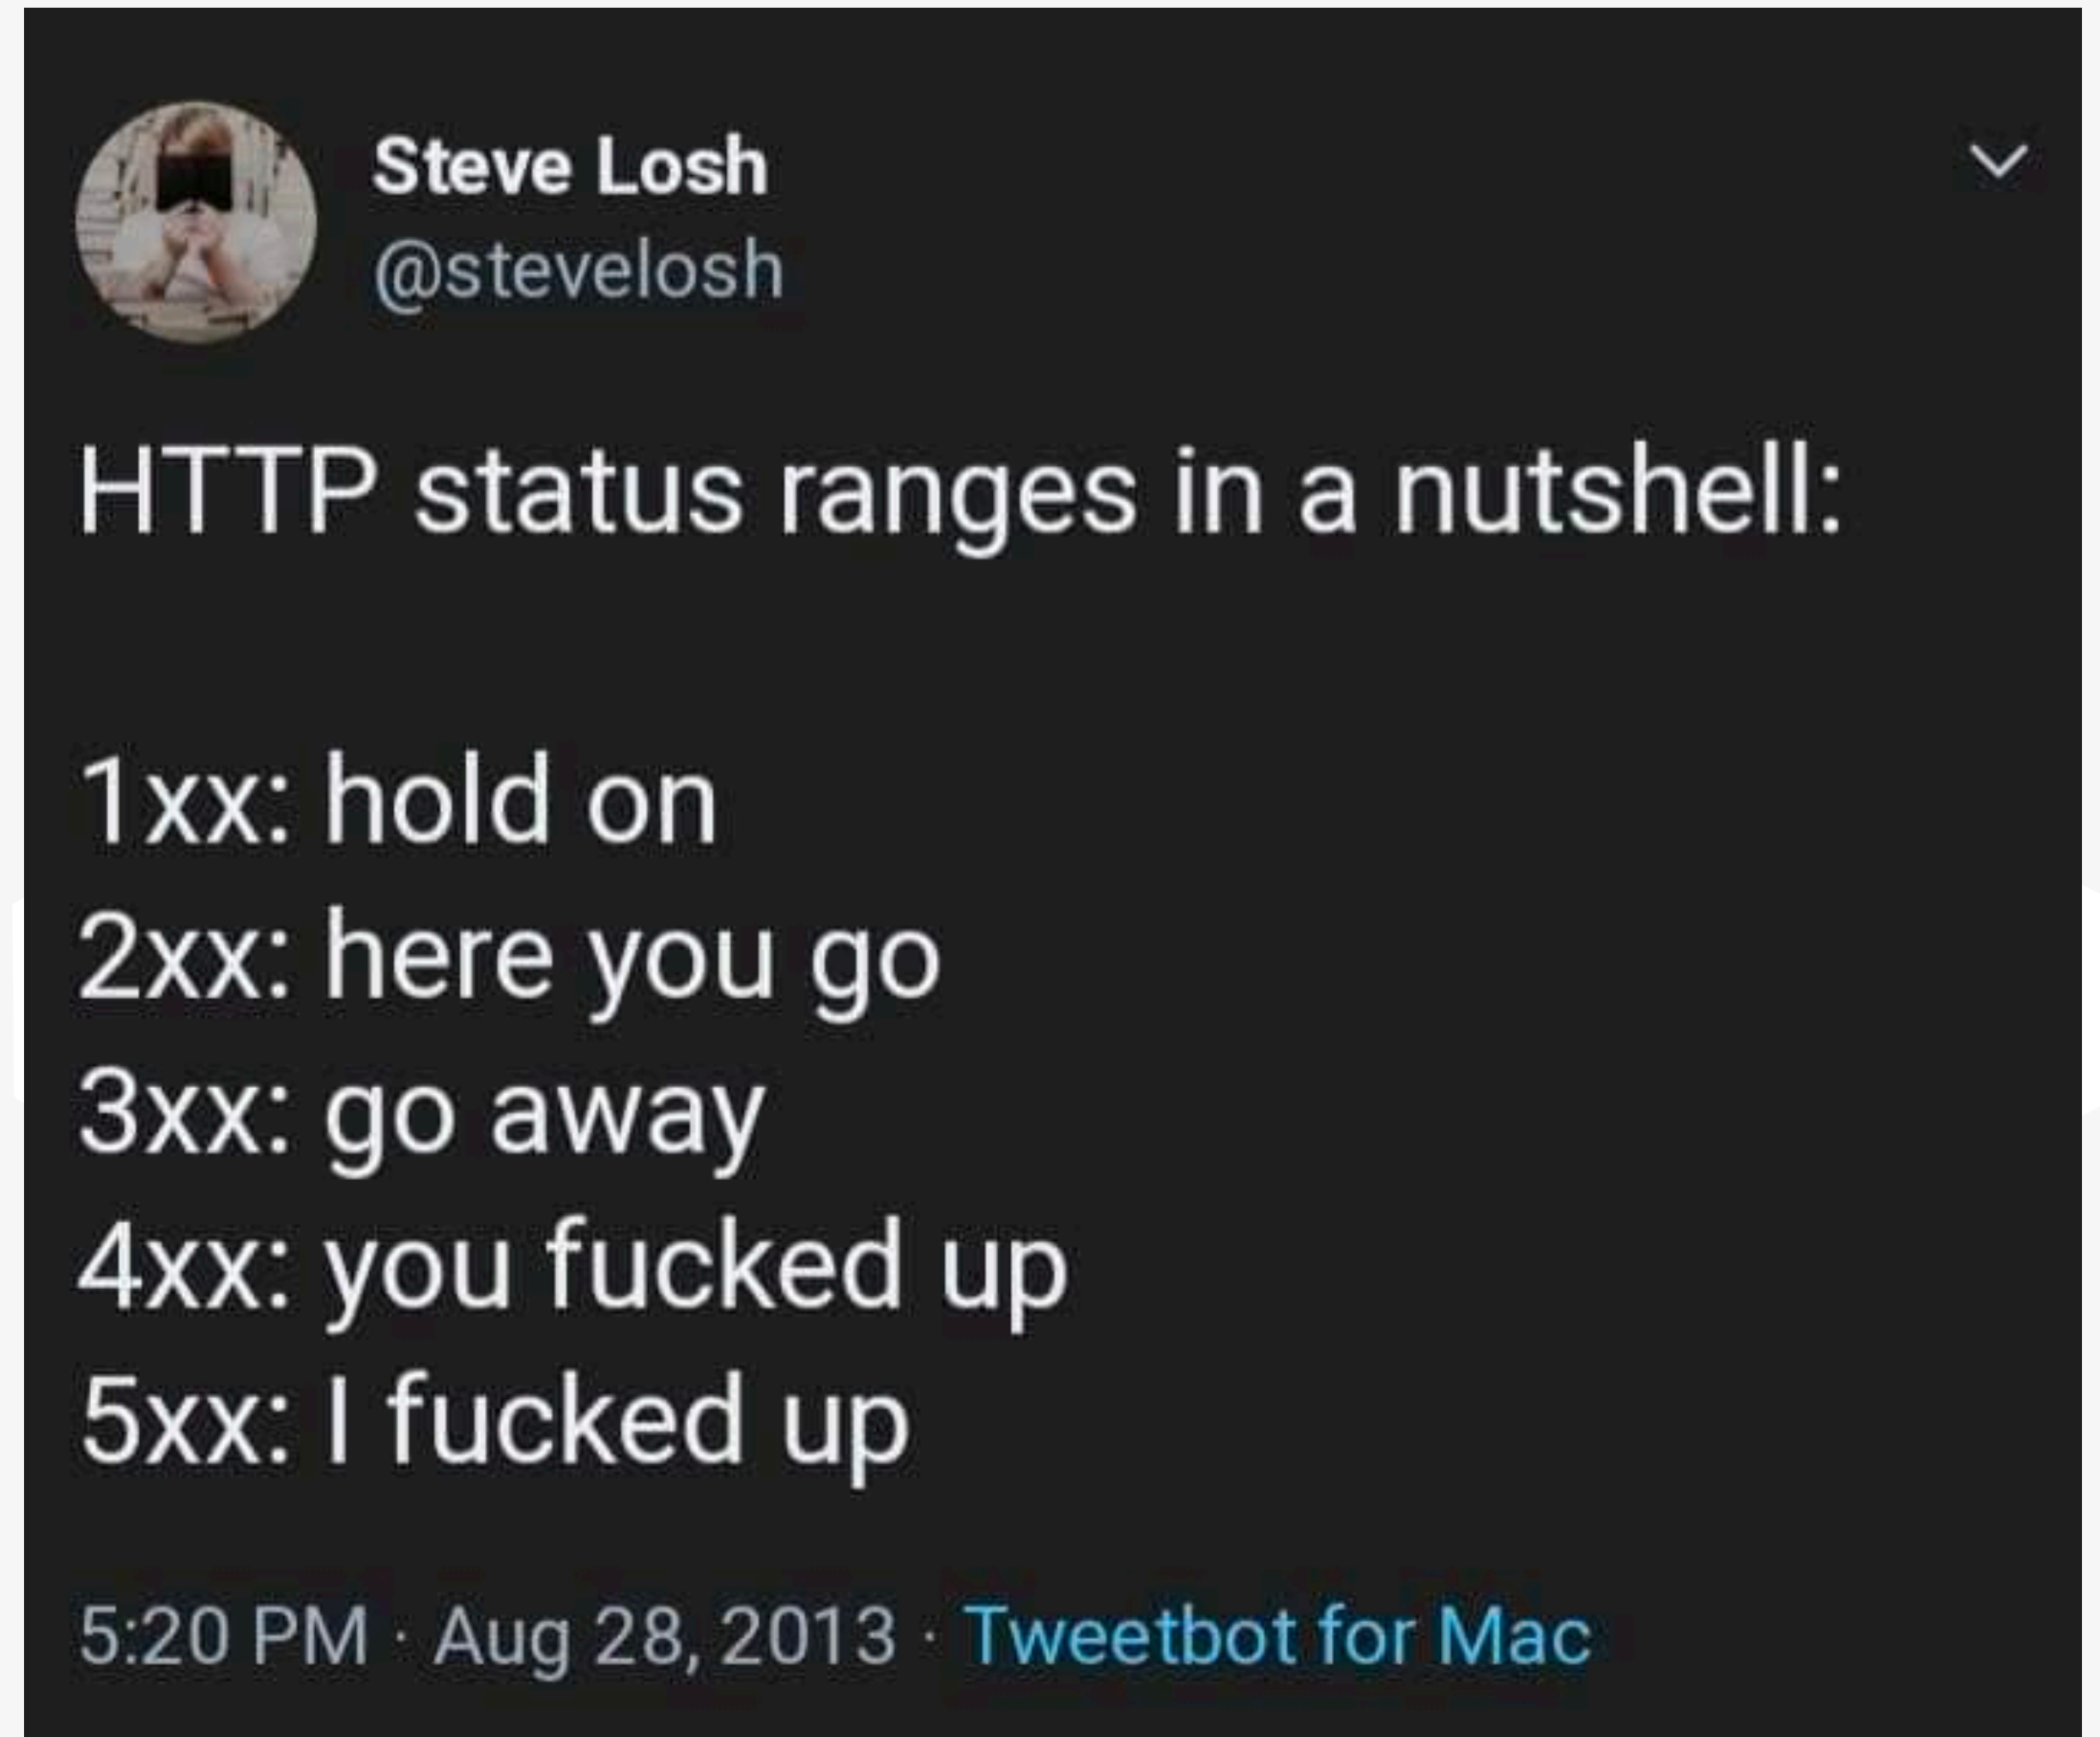 Steve Losh
@stevelosh
HTTP status ranges in a nutshell:
1xx: hold on
2xx: here you go
3xx: go away
4xx: you fucked up
5xx: I fucked up
5:20 PM · Aug 28, 2013 · Tweetbot for Mac